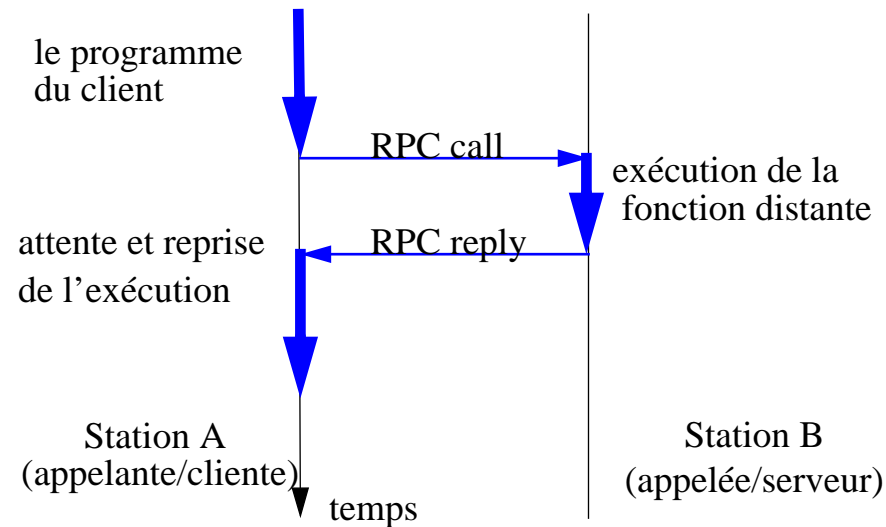 le programme
du client
RPC call
exécution de la
fonction distante
attente et reprise
de l’exécution
RPC reply
Station A
(appelante/cliente)
Station B
(appelée/serveur)
temps